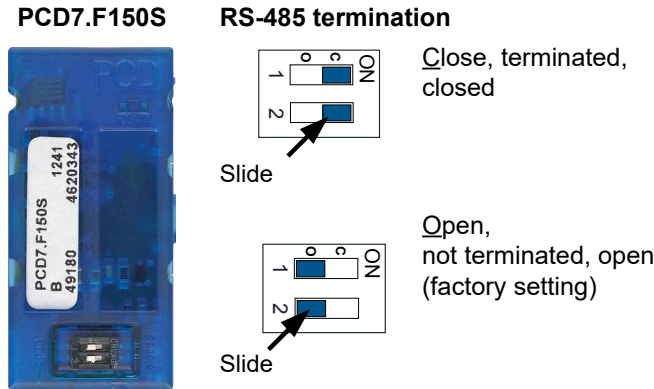 PCD7.F150S
RS-485 termination
PCD
PCD7.F150S
B 1241
49180 4620343
O C
ON
1
2
Slide
Close, terminated,
closed
O C
ON
1
2
Slide
Open,
not terminated, open
(factory setting)